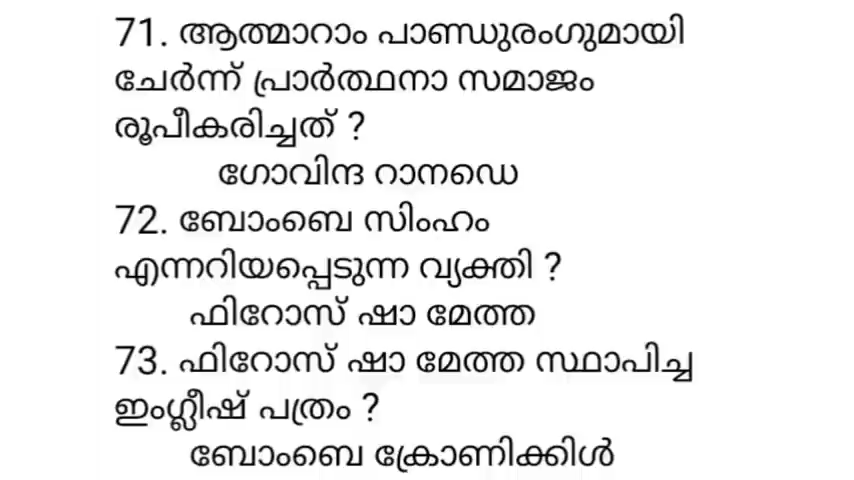 71. ആത്മാറാം പാണ്ഡുരംഗുമായി
ചേർന്ന് പ്രാർത്ഥനാ സമാജം
രൂപീകരിച്ചത് ?
ഗോവിന്ദ റാനഡെ
72. ബോംബെ സിംഹം
എന്നറിയപ്പെടുന്ന വ്യക്തി ?
ഫിറോസ് ഷാ മേത്ത
73. ഫിറോസ് ഷാ മേത്ത സ്ഥാപിച്ച
ഇംഗ്ലീഷ് പത്രം ?
ബോംബെ ക്രോണിക്കിൾ